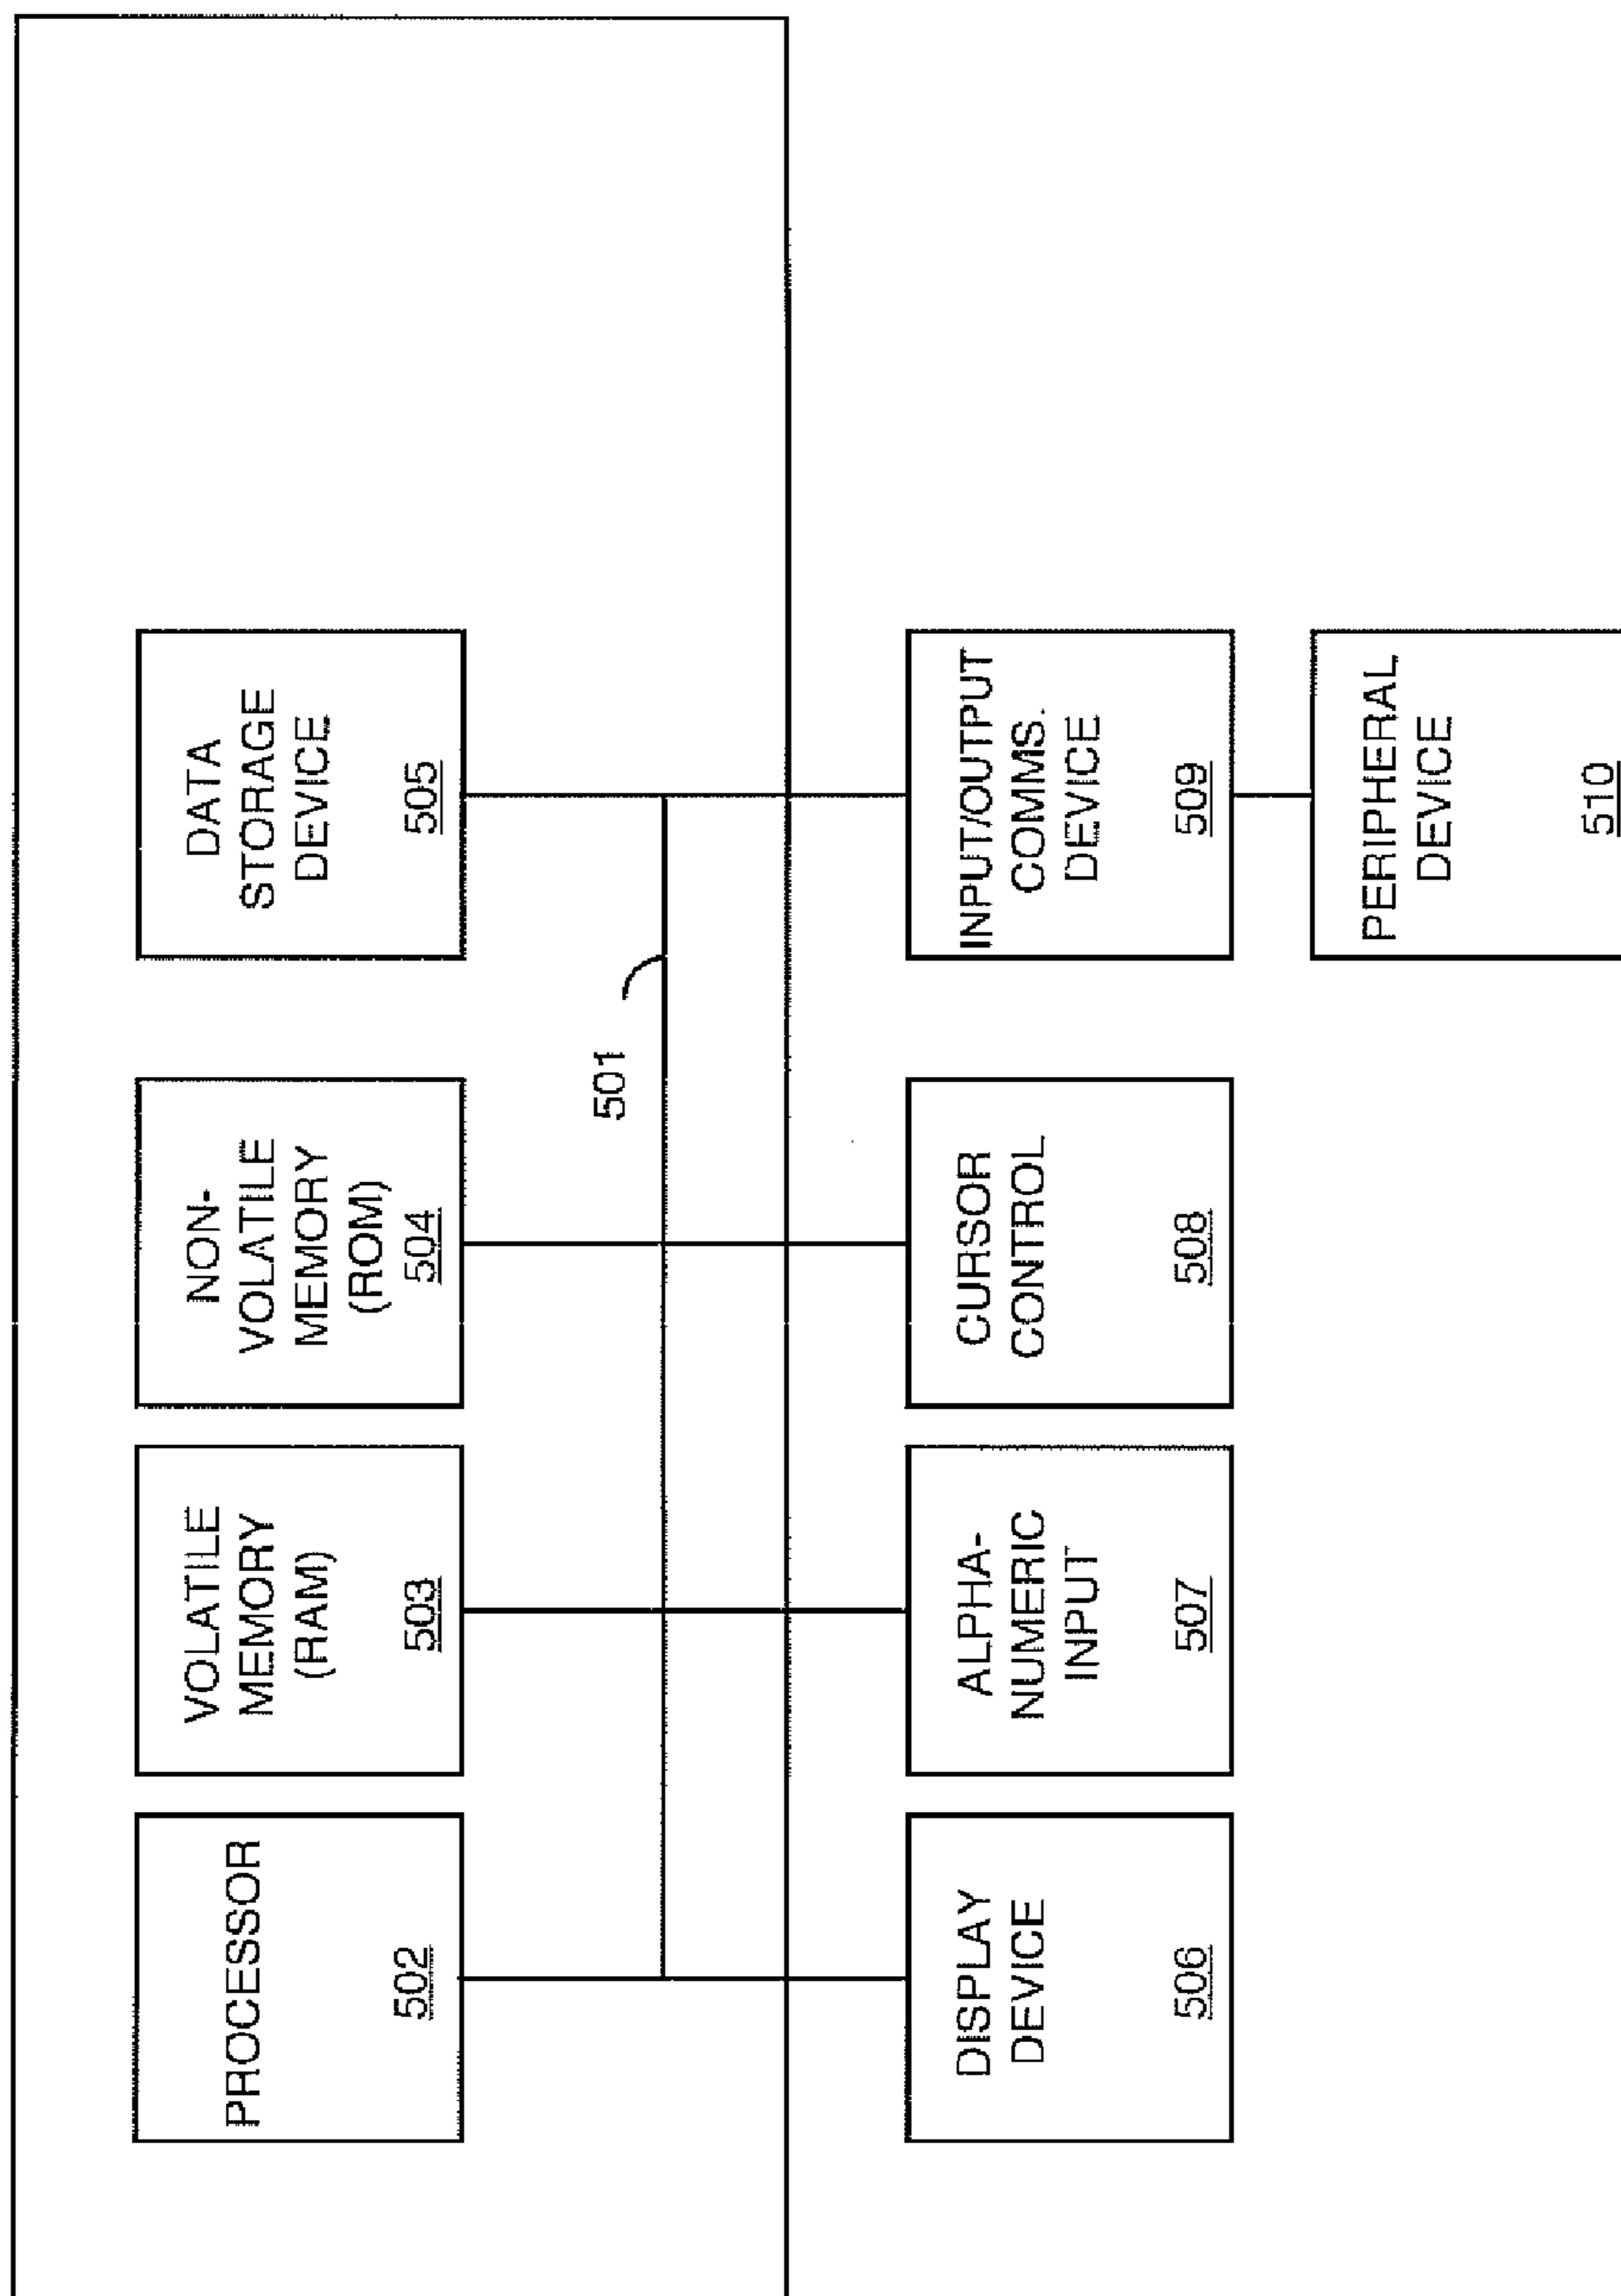 PROCESSOR
502
VOLATILE
MEMORY
(RAM)
503
NON-
VOLATILE
MEMORY
(ROM)
504
DATA
STORAGE
DEVICE
505
501
DISPLAY
DEVICE
506
ALPHA-
NUMERIC
INPUT
507
CURSOR
CONTROL
508
INPUT/OUTPUT
COMMS.
DEVICE
509
PERIPHERAL
DEVICE
510